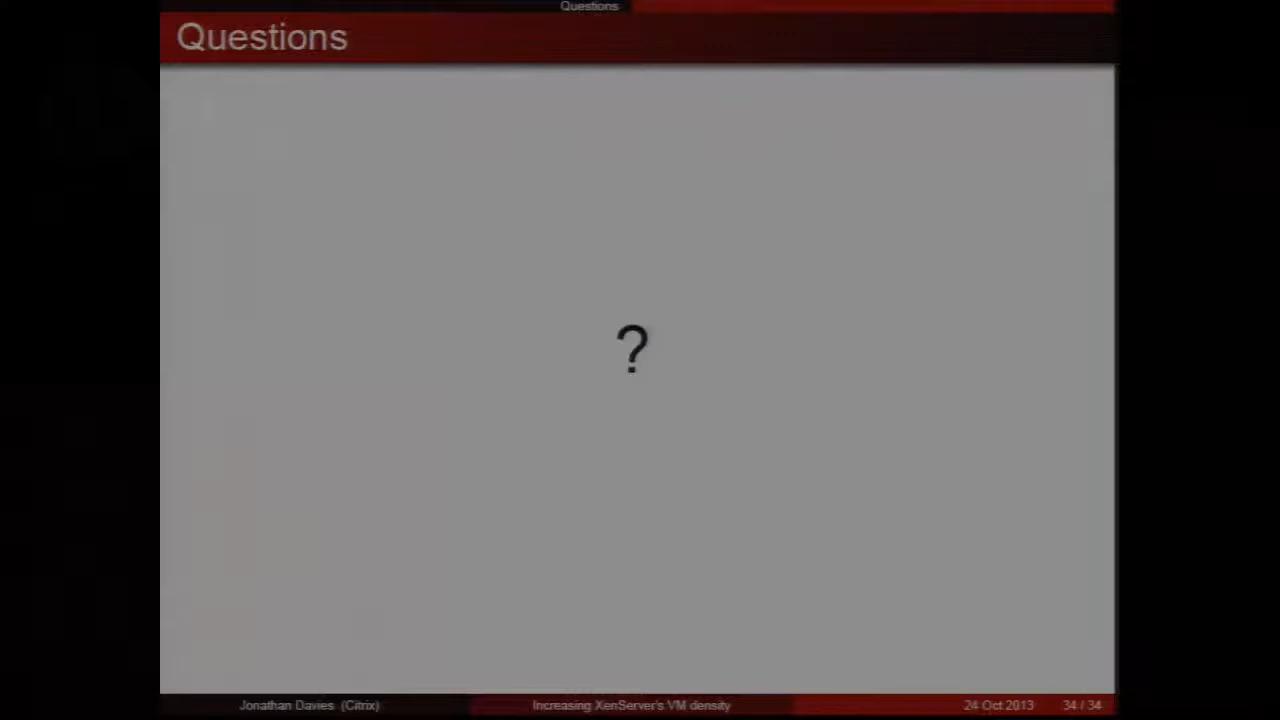 Questions
Questions
?
Jonathan Davies (Citrix) Increasing XenServer's VM density 24 Oct 2013 34 / 34